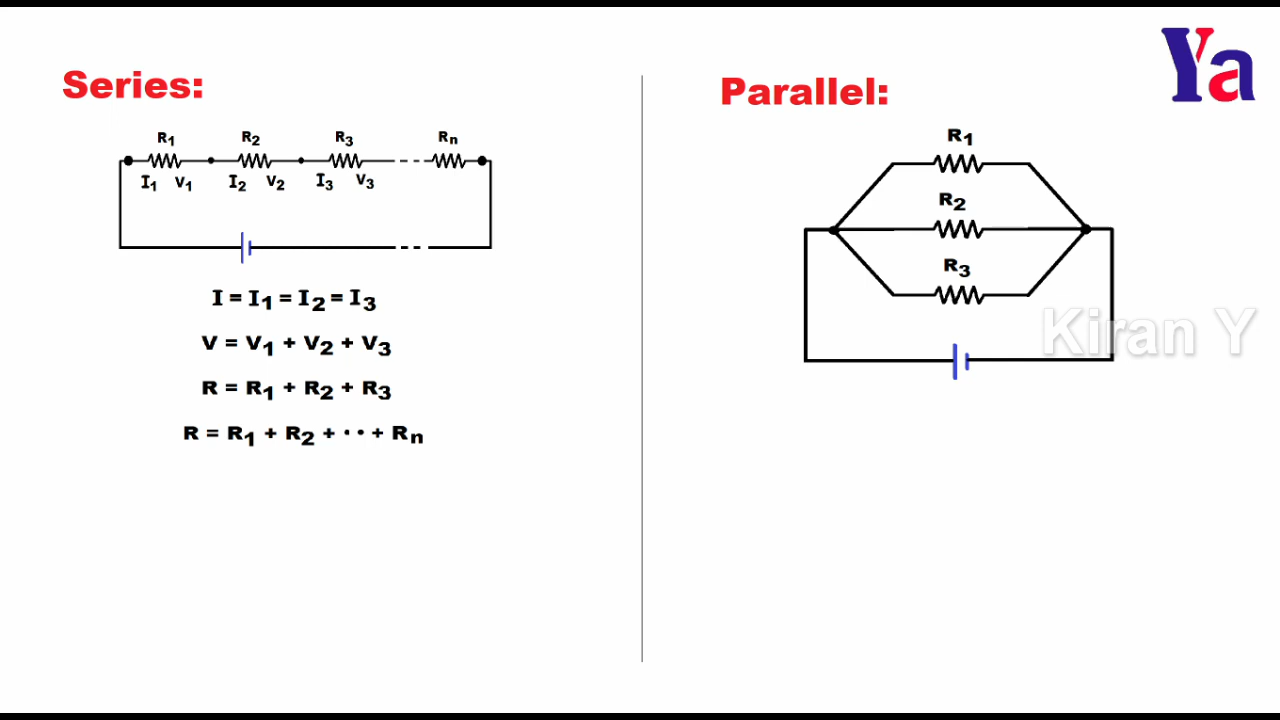 Ya
Series:
R1 R2 R3 Rn
I1 V1 I2 V2 I3 V3
I = I1 = I2 = I3
V = V1 + V2 + V3
R = R1 + R2 + R3
R = R1 + R2 + ·· + Rn
Parallel:
R1
R2
R3
Kiran Y